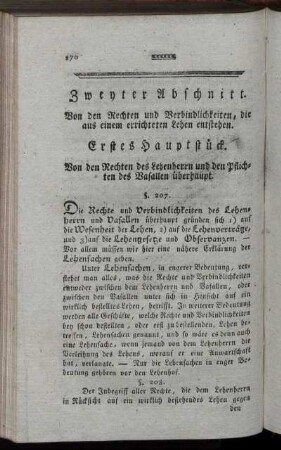 270
Zweyter Abschnitt.
Von den Rechten und Verbindlichkeiten, die
aus einem errichteten Lehen entstehen.
Erstes Hauptstück.
Von den Rechten des Lehenherrn und den Pflich-
ten des Vasallen überhaupt.
§. 207.
Die Rechte und Verbindlichkeiten des Lehens
herrn und Vasallen überhaupt gründen sich 1) auf
die Wesenheit der Lehen, 2) auf die Lehenverträge,
und 3) auf die Lehengesetze und Observanzen.
Vor allem müssen wir hier eine nähere Erklärung der
Lehensachen geben.
Unter Lehensachen, in engerer Bedeutung, ver-
stehet man alles, was die Rechte und Verbindlichkeiten
entweder zwischen dem Lehenherrn und Vasallen, oder
zwischen den Vasallen unter sich in Hinsicht auf ein
wirklich bestelltes Lehen, betrifft. In weiterer Bedeutung
werden alle Geschäfte, welche Rechte und Verbindlichkei-
ten bey schon bestellten, oder erst zu bestellenden, Lehen be-
weisen, Lehensachen genannt, und so wäre es denn auch
eine Lehensache, wenn jemand von dem Lehenherrn die
Verleihung des Lehens, worauf er eine Anwartschaft
hat, verlangte. — Nur die Lehensachen in enger Be-
deutung gehören vor den Lehenhof.
§. 208.
Der Inbegriff aller Rechte, die dem Lehenherrn
in Rücksicht auf ein wirklich bestehendes Lehen gegen
den